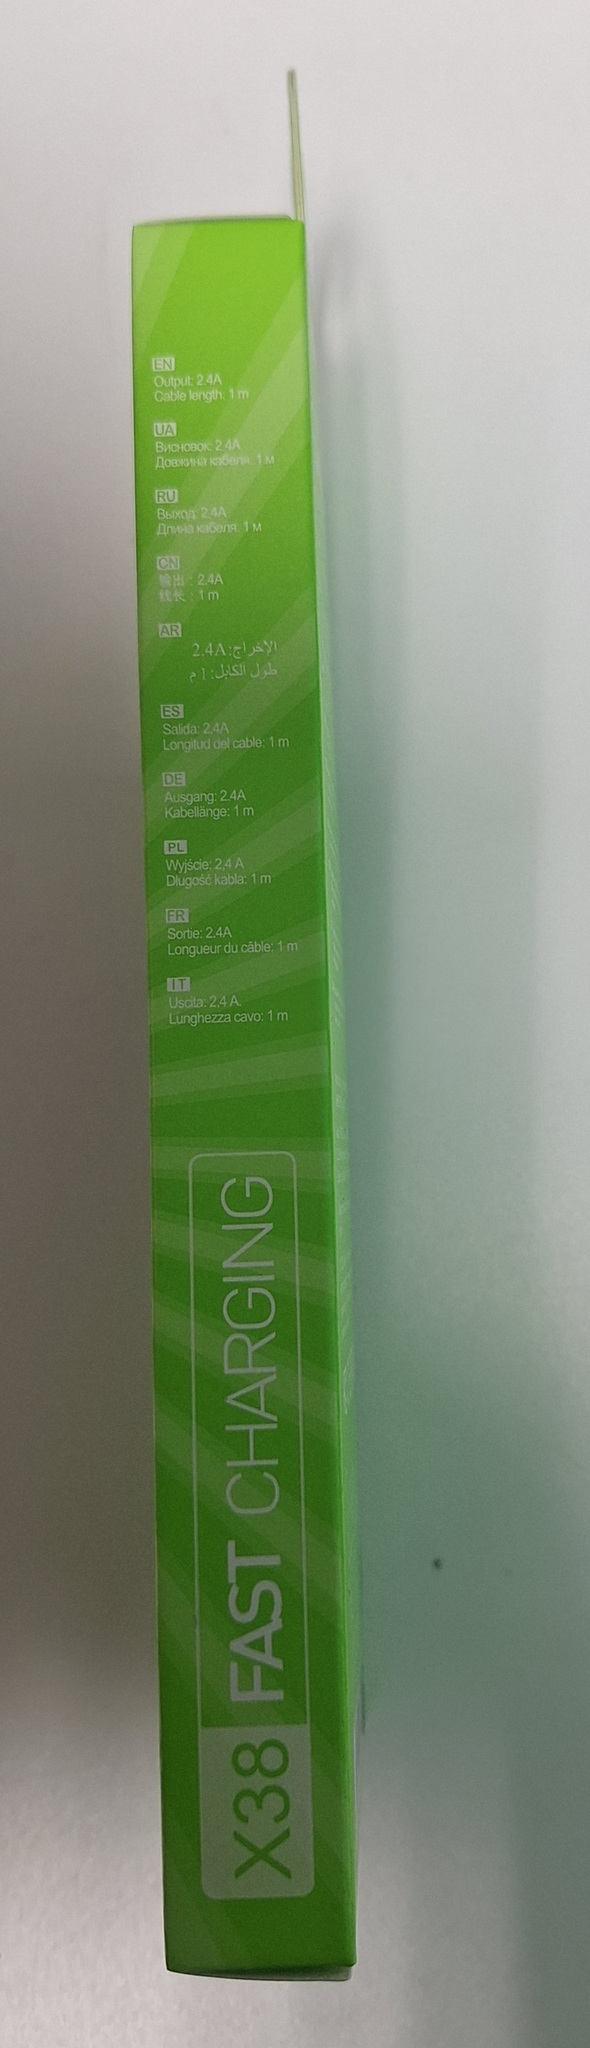 EN
Output: 2.4A
Cable length: 1 m
UA
Висновок: 2.4A
Довжина кабеля: 1 м
RU
Выход: 2.4A
Длина кабеля: 1 м
CN
输出 : 2.4A
线长 : 1 m
AR
الإخراج: 2.4A
طول الكابل: ١ م
ES
Salida: 2,4A
Longitud del cable: 1 m
DE
Ausgang: 2.4A
Kabellänge: 1 m
PL
Wyjście: 2,4 A
Długość kabla: 1 m
FR
Sortie: 2.4A
Longueur du câble: 1 m
IT
Uscita: 2,4 A.
Lunghezza cavo: 1 m
X38 FAST CHARGING